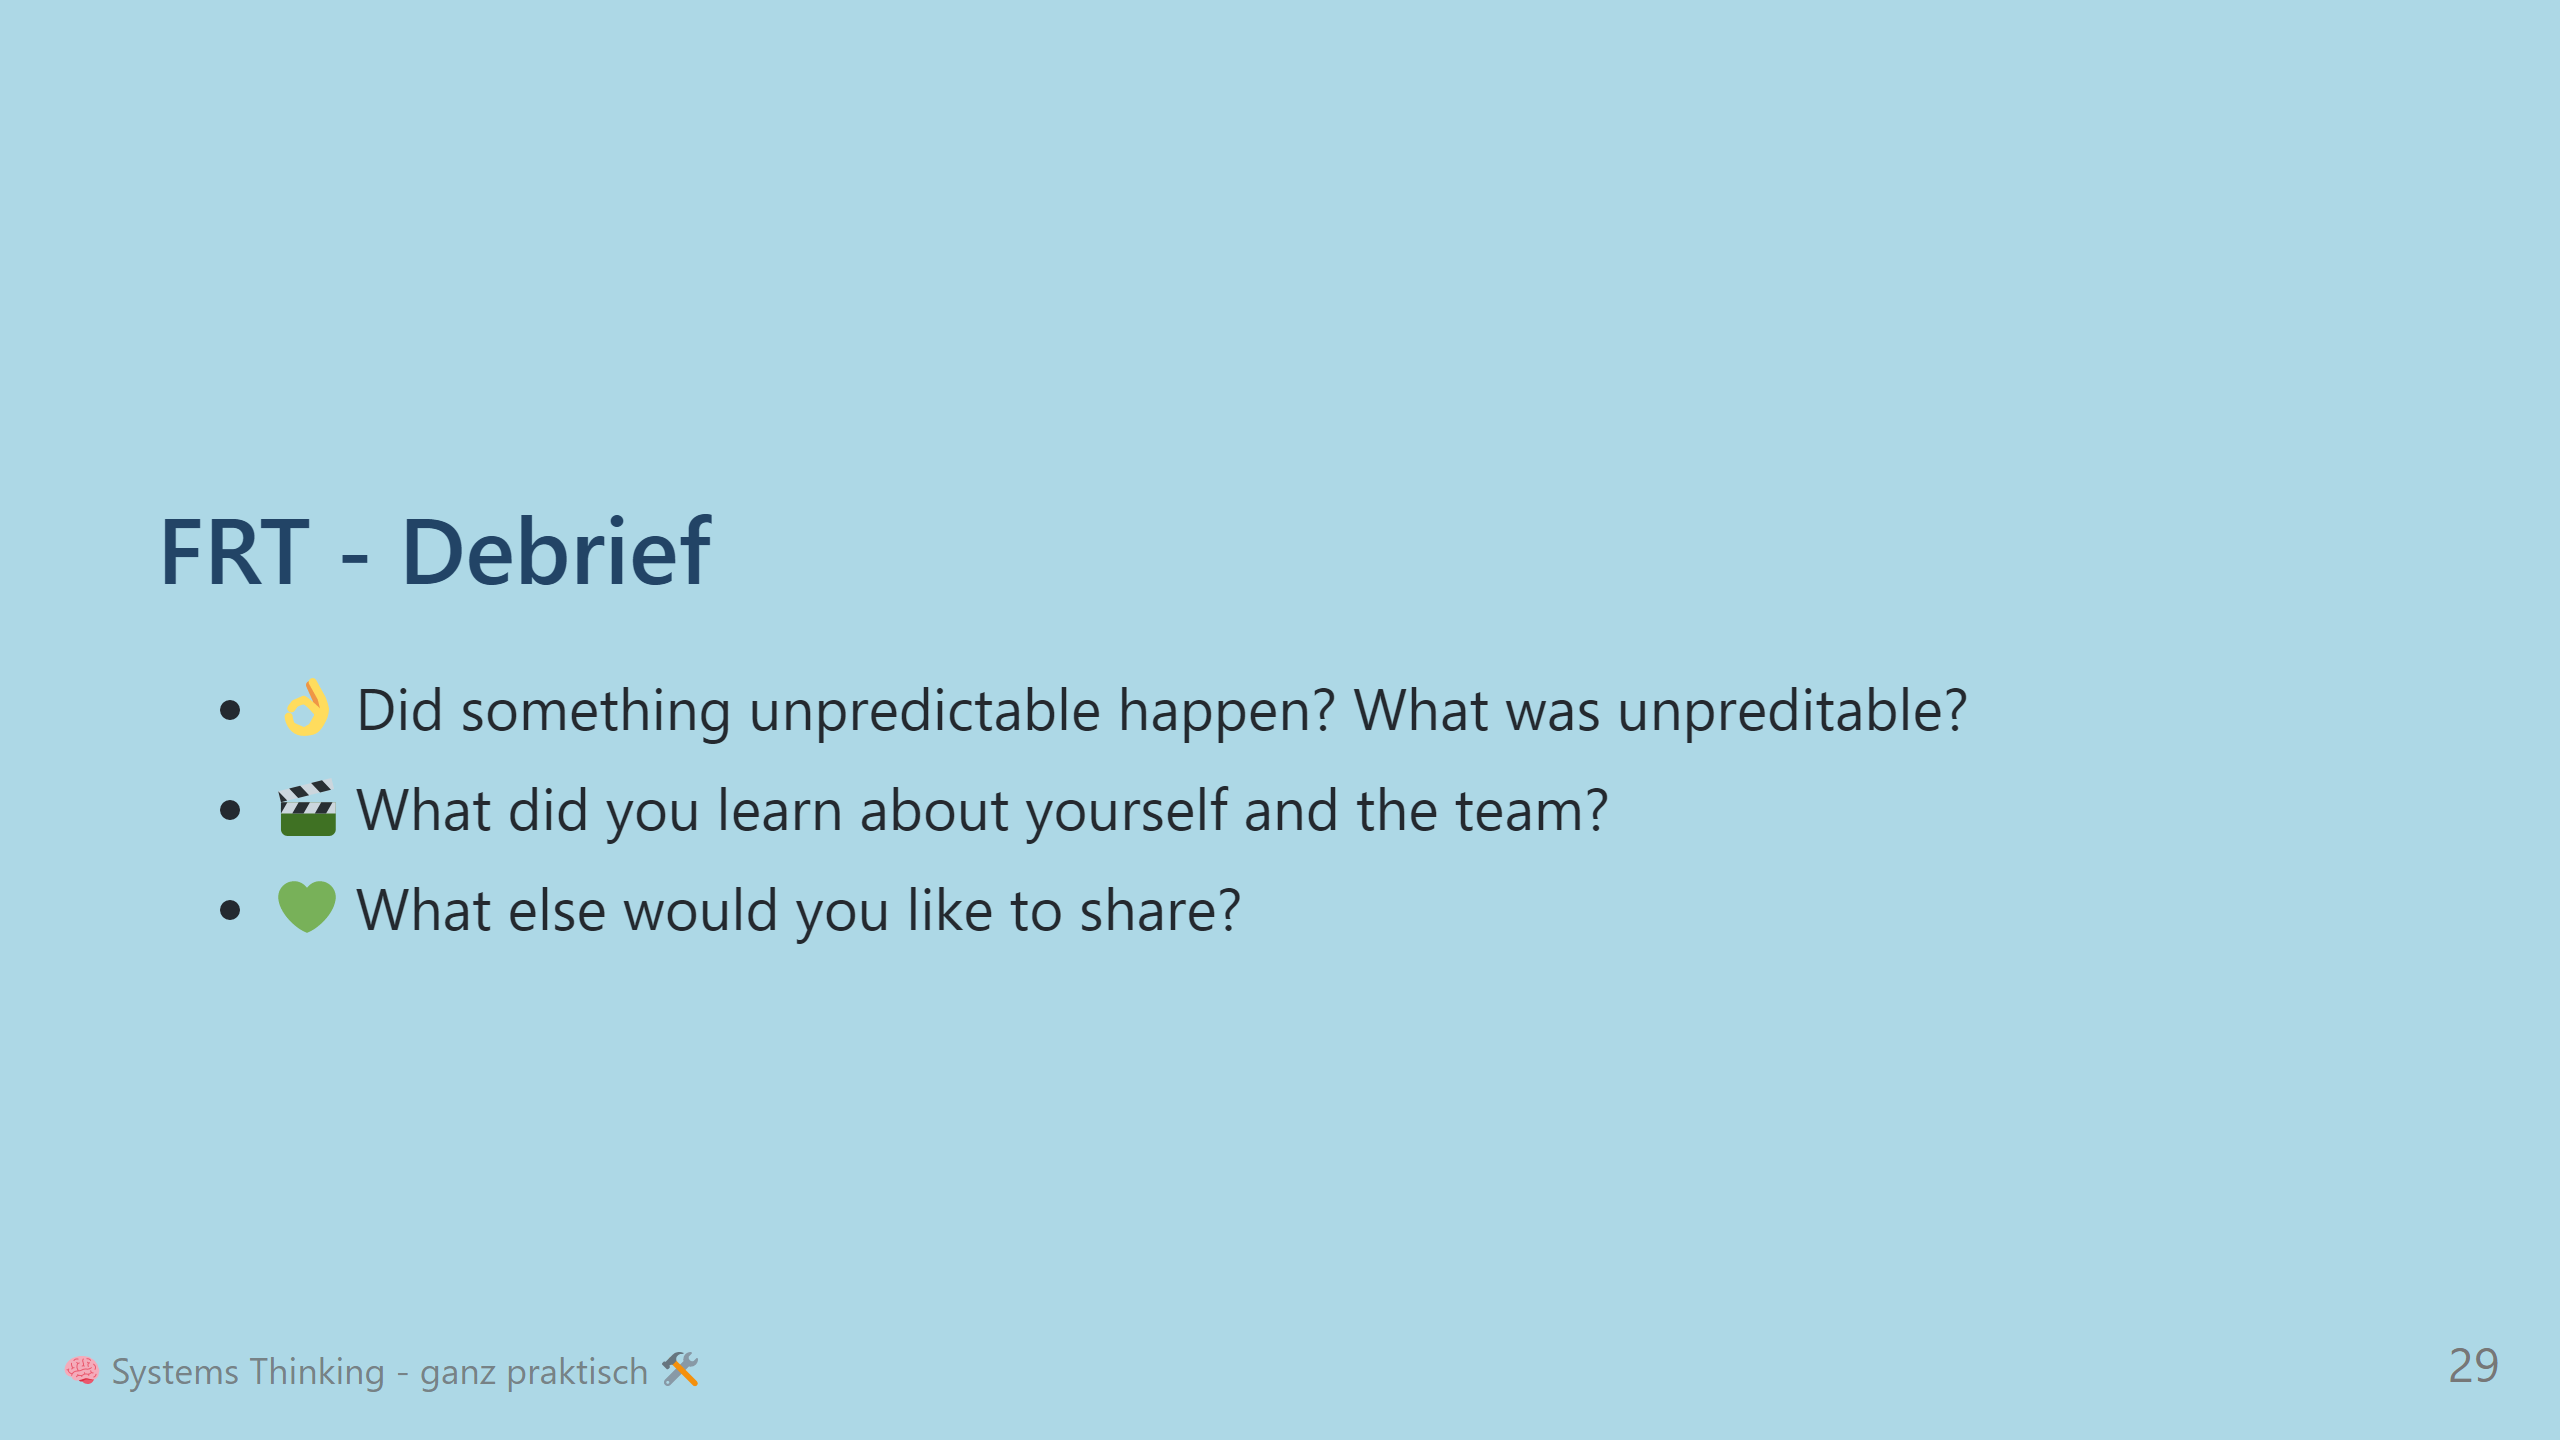 FRT - Debrief
• 👌 Did something unpredictable happen? What was unpreditable?
• 🎬 What did you learn about yourself and the team?
• 💚 What else would you like to share?
🧠 Systems Thinking - ganz praktisch 🛠️
29